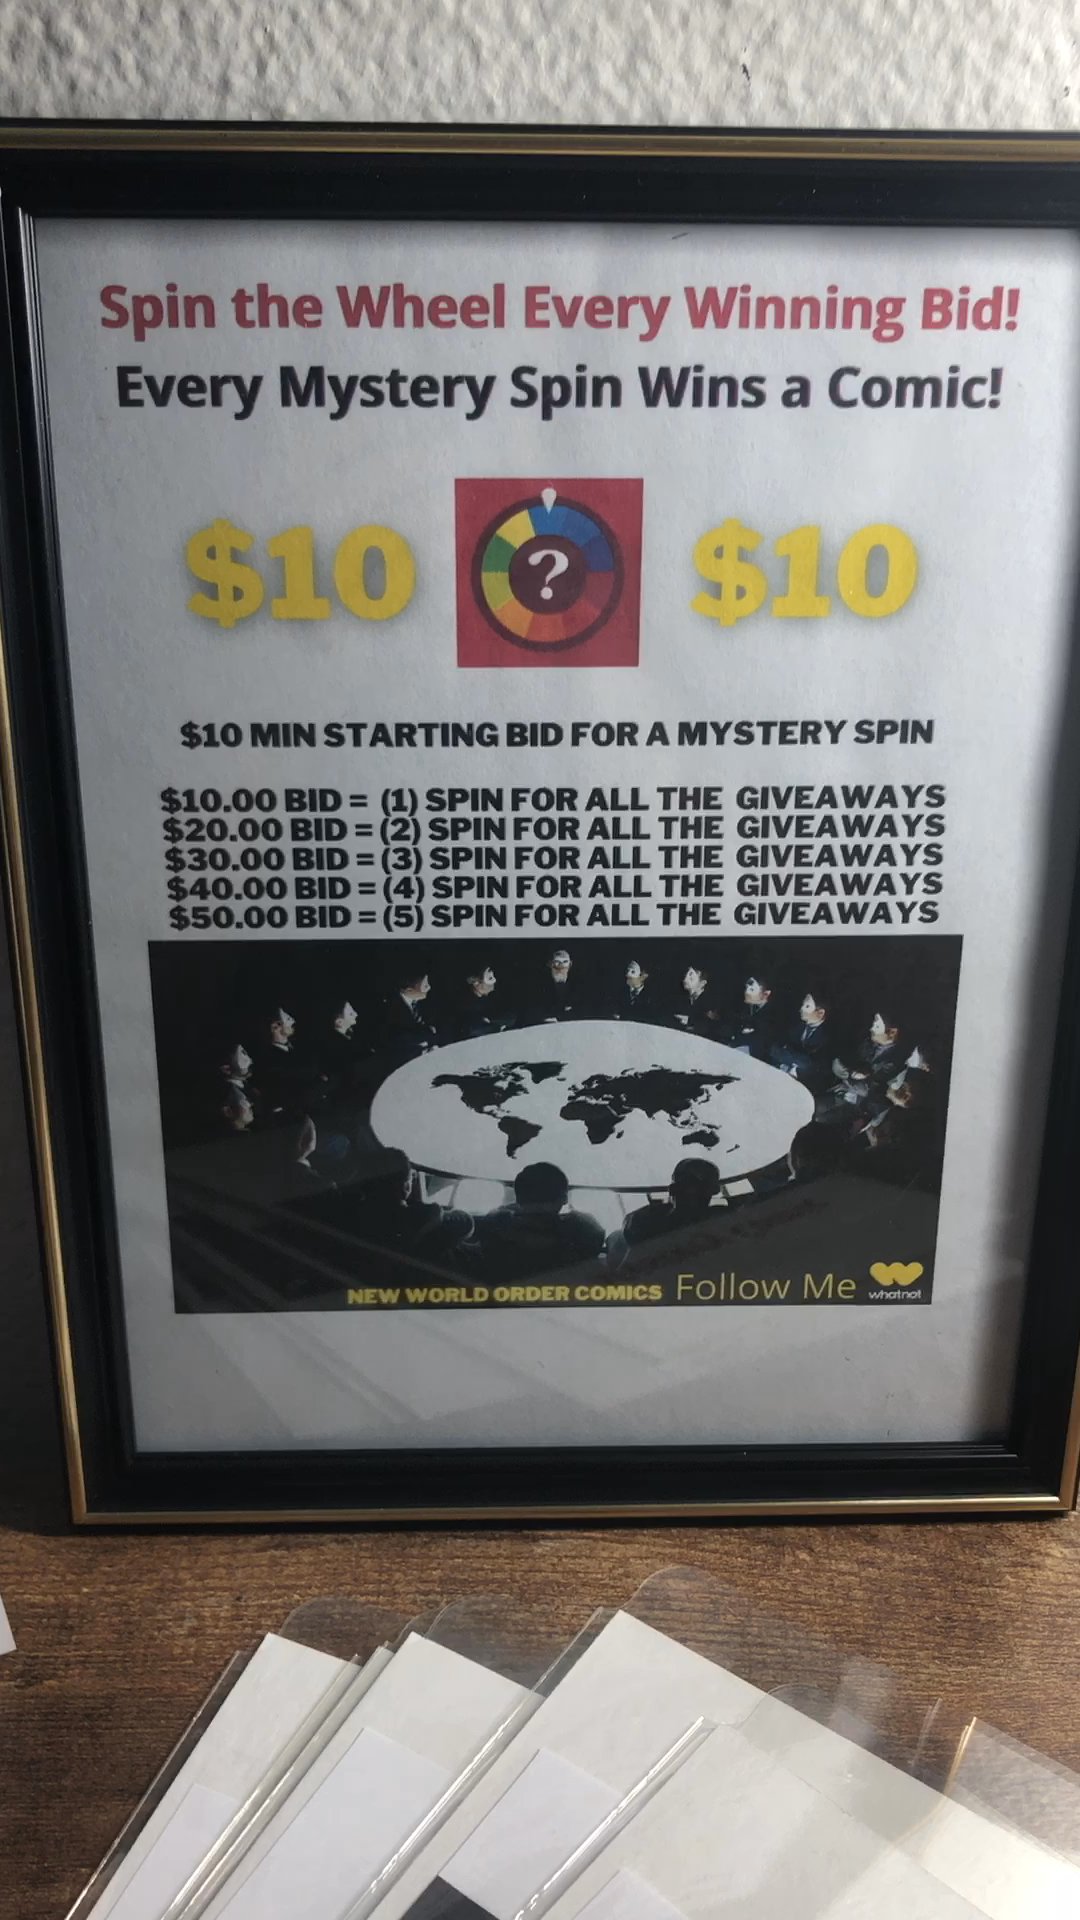 Spin the Wheel Every Winning Bid!
Every Mystery Spin Wins a Comic!
$10 ? $10
$10 MIN STARTING BID FOR A MYSTERY SPIN
$10.00 BID = (1) SPIN FOR ALL THE GIVEAWAYS
$20.00 BID = (2) SPIN FOR ALL THE GIVEAWAYS
$30.00 BID = (3) SPIN FOR ALL THE GIVEAWAYS
$40.00 BID = (4) SPIN FOR ALL THE GIVEAWAYS
$50.00 BID = (5) SPIN FOR ALL THE GIVEAWAYS
NEW WORLD ORDER COMICS Follow Me whatnot